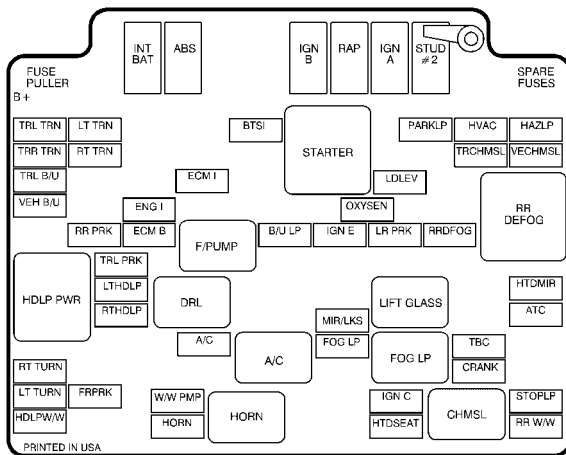 INT
BAT
ABS
IGN
B
RAP
IGN
A
STUD
#2
FUSE
PULLER
B+
SPARE
FUSES
TRL TRN
LT TRN
BTSI
STARTER
PARKLP
HVAC
HAZLP
TRR TRN
RT TRN
TRCHMSL
VECHMSL
TRL B/U
ECM I
LDLEV
VEH B/U
ENG I
OXYSEN
RR
DEFOG
RR PRK
ECM B
F/PUMP
B/U LP
IGN E
LR PRK
RRDFOG
TRL PRK
HDLP PWR
LTHDLP
DRL
LIFT GLASS
HTDMIR
RTHDLP
MIR/LKS
ATC
A/C
A/C
FOG LP
FOG LP
TBC
RT TURN
CRANK
LT TURN
FRPRK
W/W PMP
HORN
IGN C
CHMSL
STOPLP
HDLPW/W
HORN
HTDSEAT
RR W/W
PRINTED IN USA